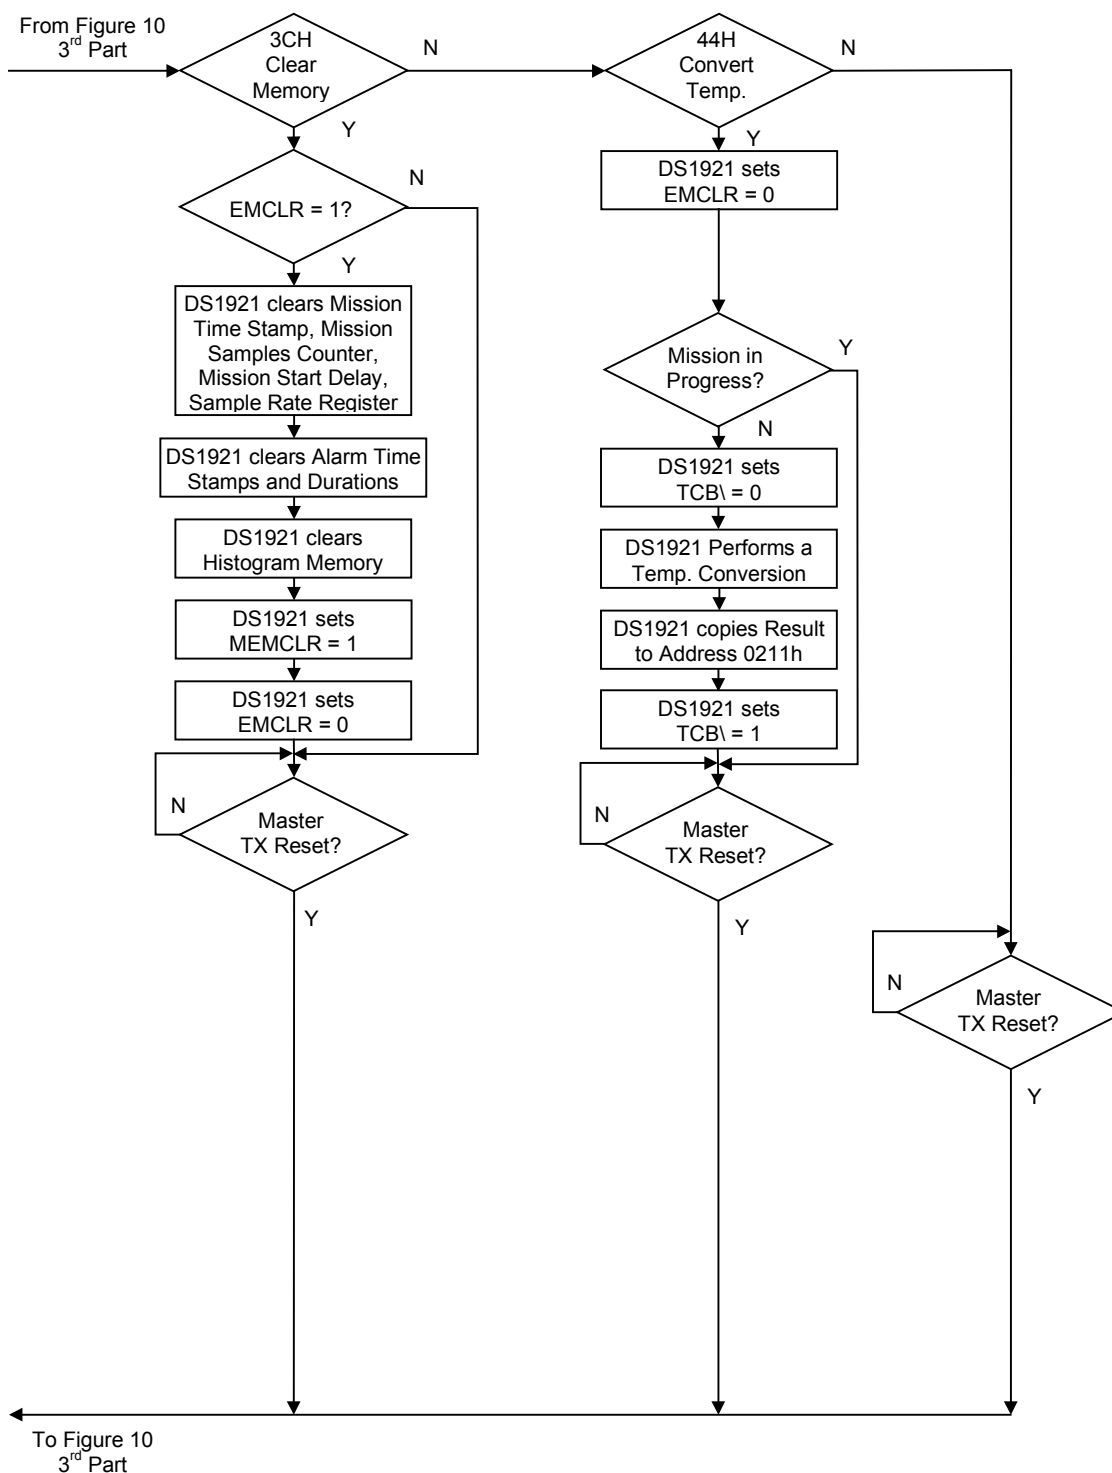 From Figure 10
3rd Part
3CH
Clear
Memory
N
Y
44H
Convert
Temp.
N
Y
EMCLR = 1?
N
Y
DS1921 clears Mission
Time Stamp, Mission
Samples Counter,
Mission Start Delay,
Sample Rate Register
DS1921 clears Alarm Time
Stamps and Durations
DS1921 clears
Histogram Memory
DS1921 sets
MEMCLR = 1
DS1921 sets
EMCLR = 0
N
Master
TX Reset?
Y
DS1921 sets
EMCLR = 0
Mission in
Progress?
Y
N
DS1921 sets
TCB\ = 0
DS1921 Performs a
Temp. Conversion
DS1921 copies Result
to Address 0211h
DS1921 sets
TCB\ = 1
N
Master
TX Reset?
Y
N
Master
TX Reset?
Y
To Figure 10
3rd Part